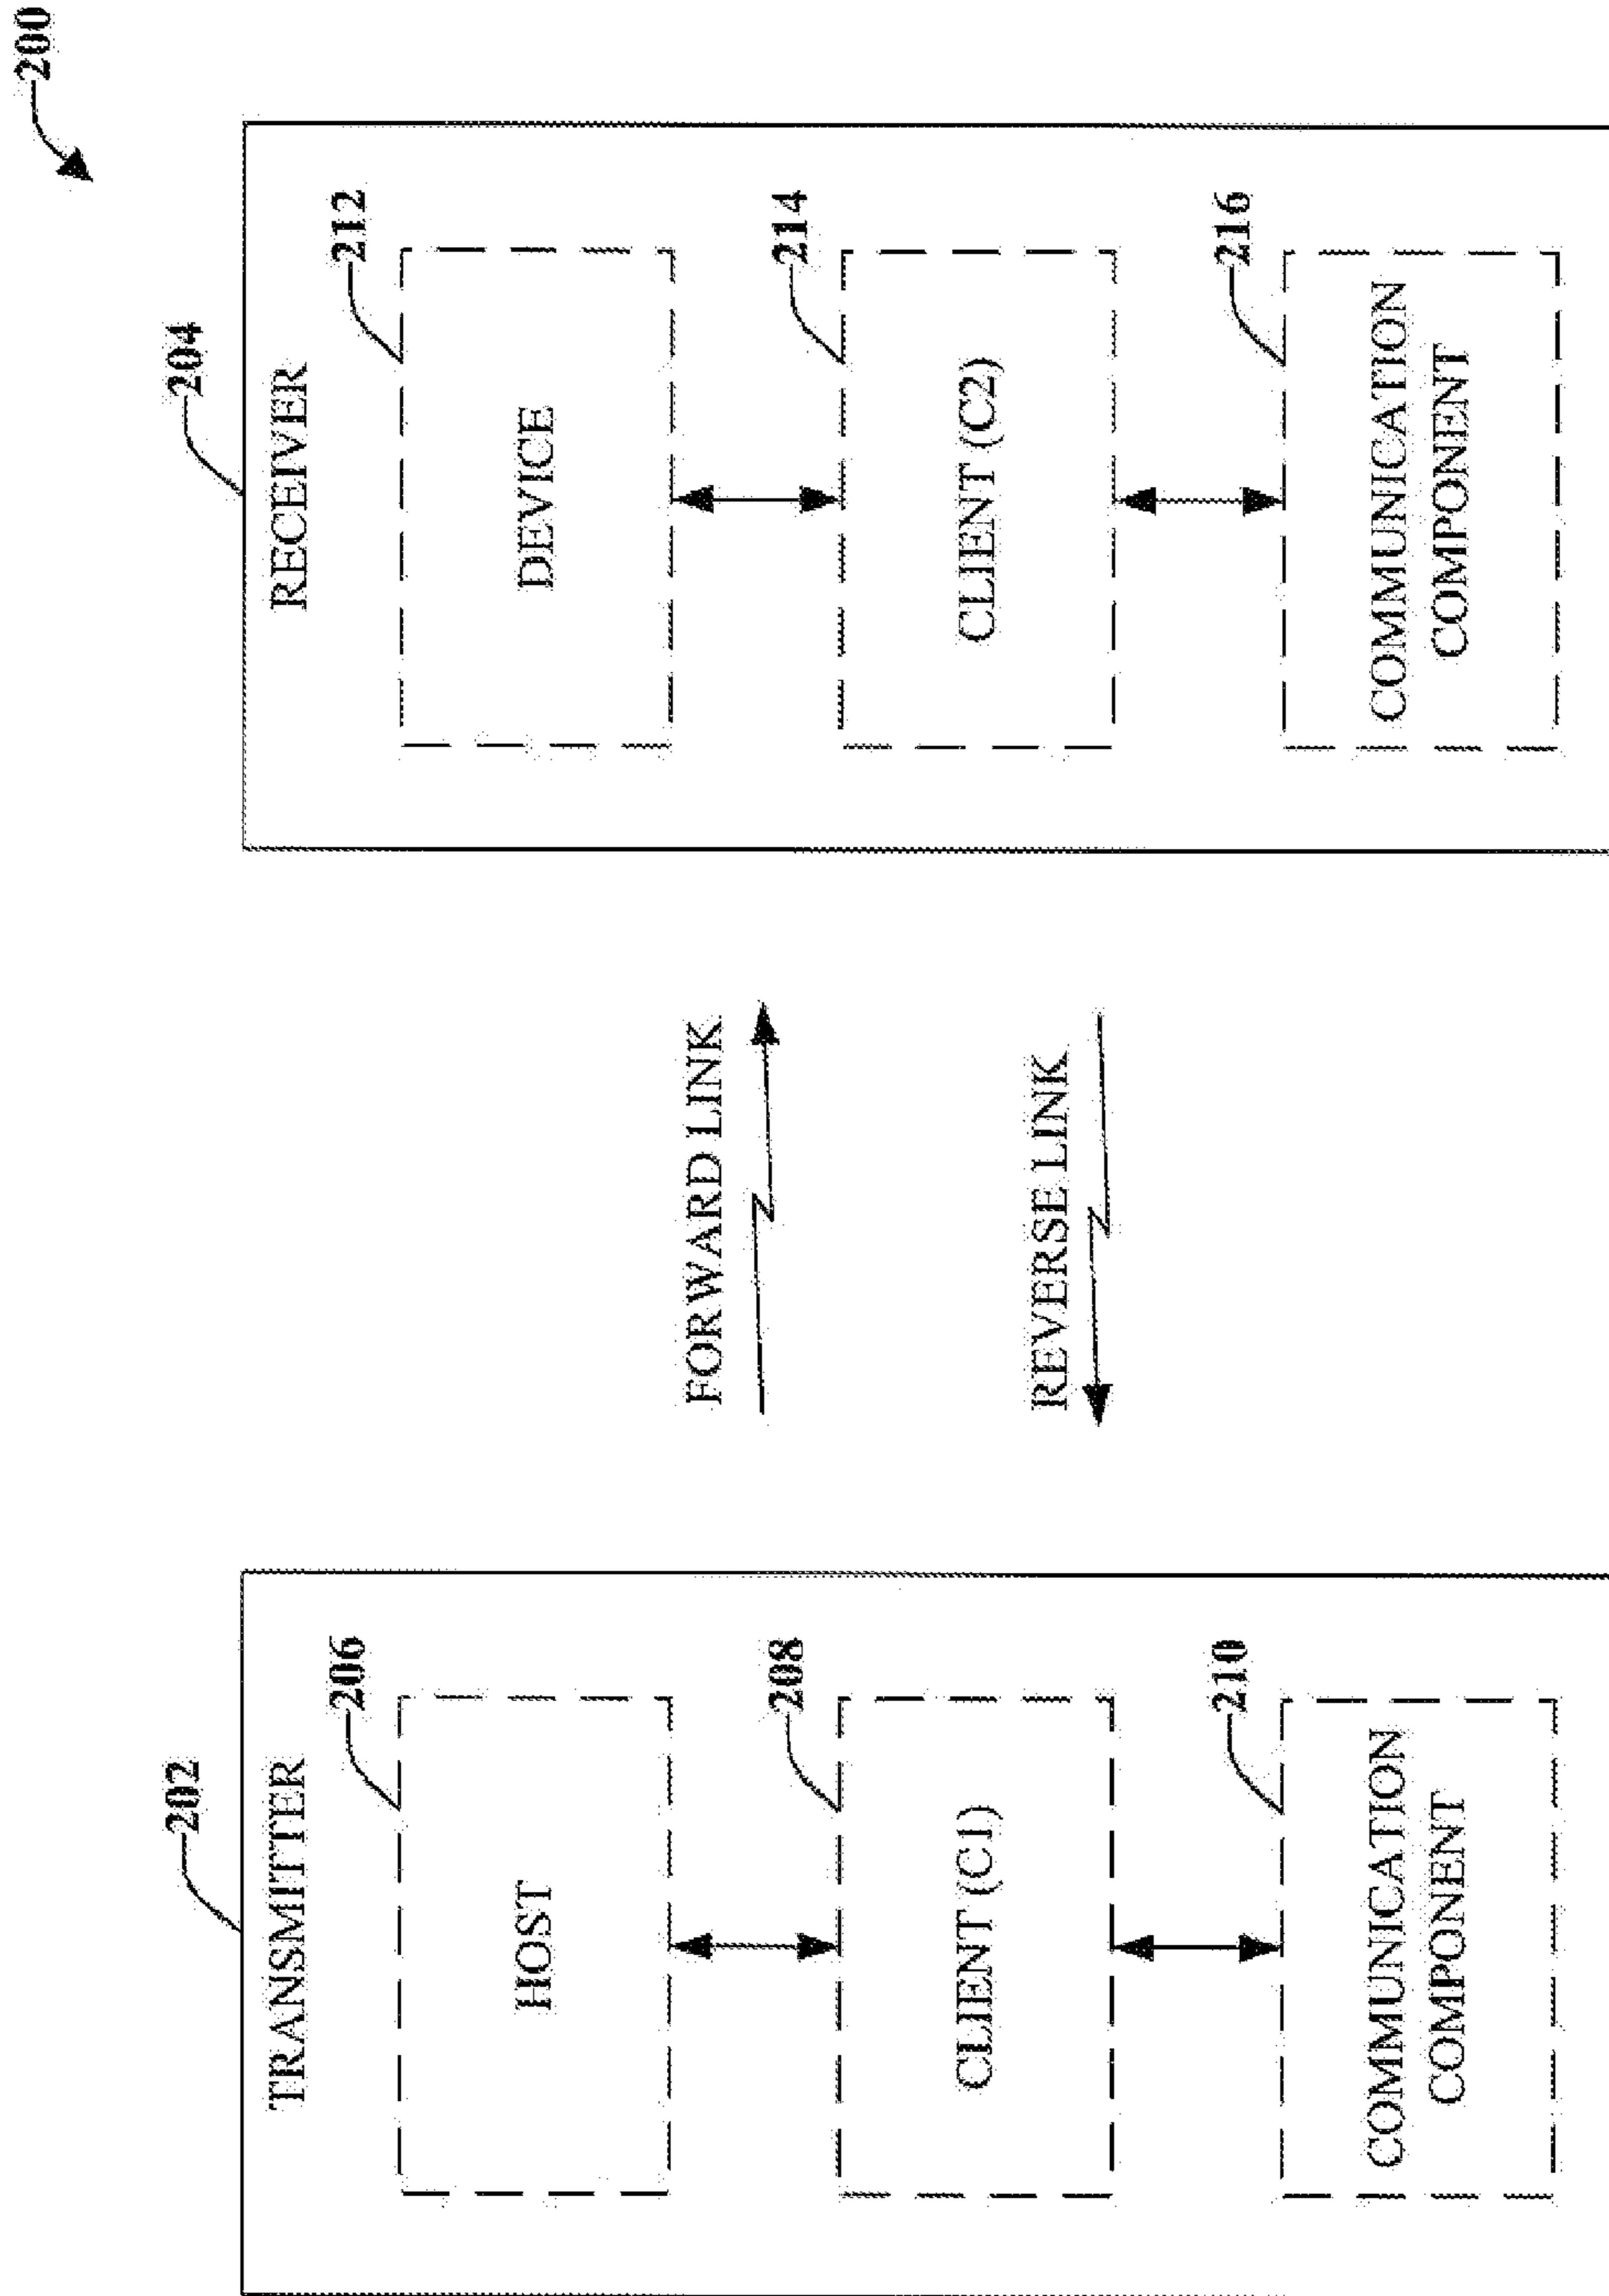 200
202
TRANSMITTER
206
HOST
208
CLIENT (C1)
210
COMMUNICATION
COMPONENT
FORWARD LINK
REVERSE LINK
204
RECEIVER
212
DEVICE
214
CLIENT (C2)
216
COMMUNICATION
COMPONENT